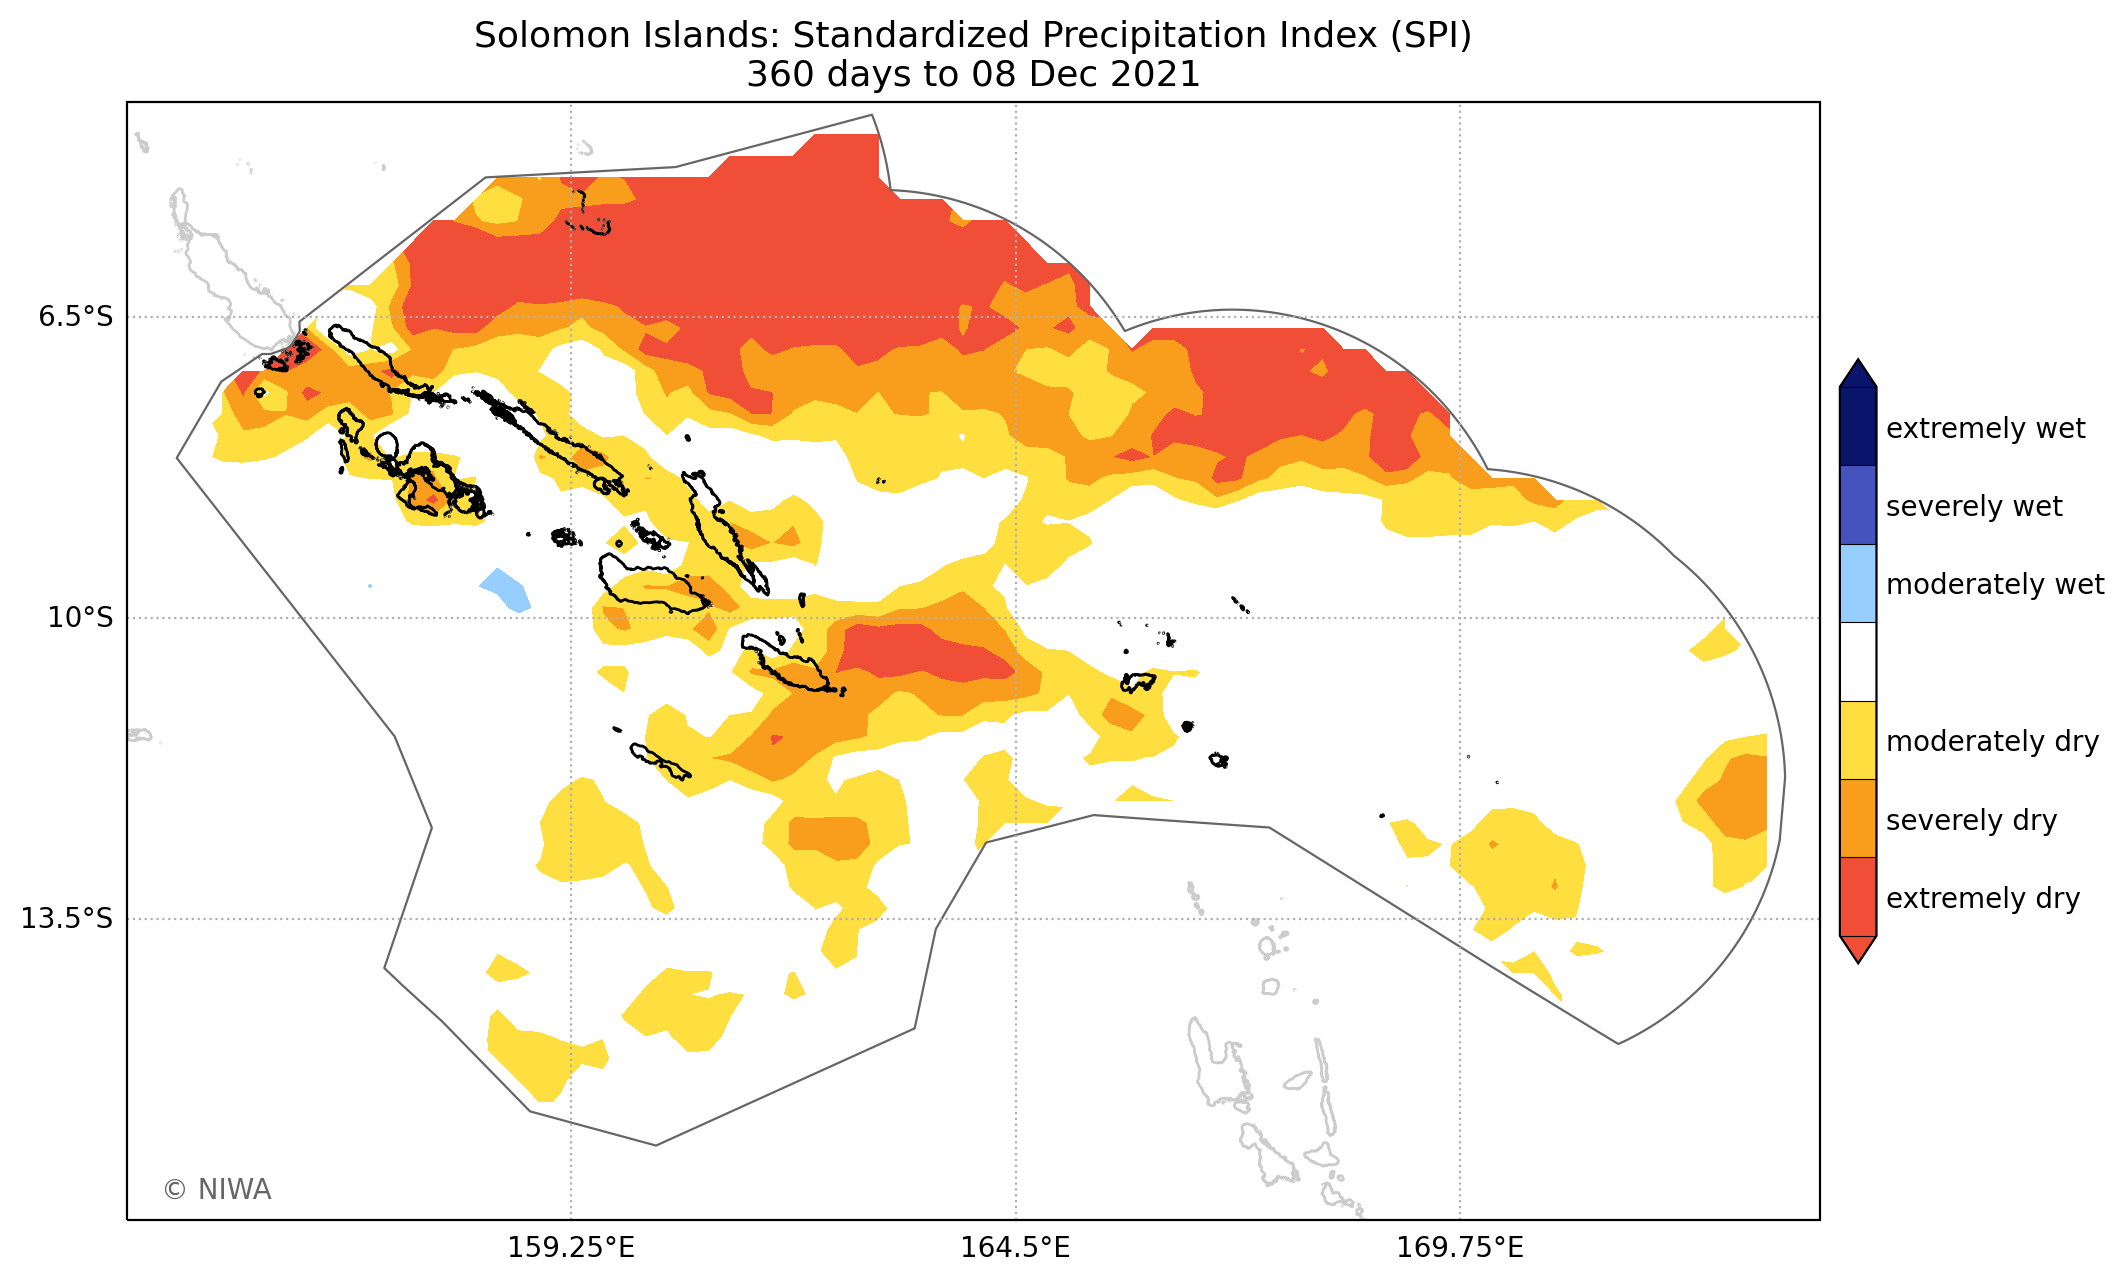 Solomon Islands: Standardized Precipitation Index (SPI)
360 days to 08 Dec 2021
6.5°S
10°S
13.5°S
159.25°E
164.5°E
169.75°E
extremely wet
severely wet
moderately wet
moderately dry
severely dry
extremely dry
© NIWA